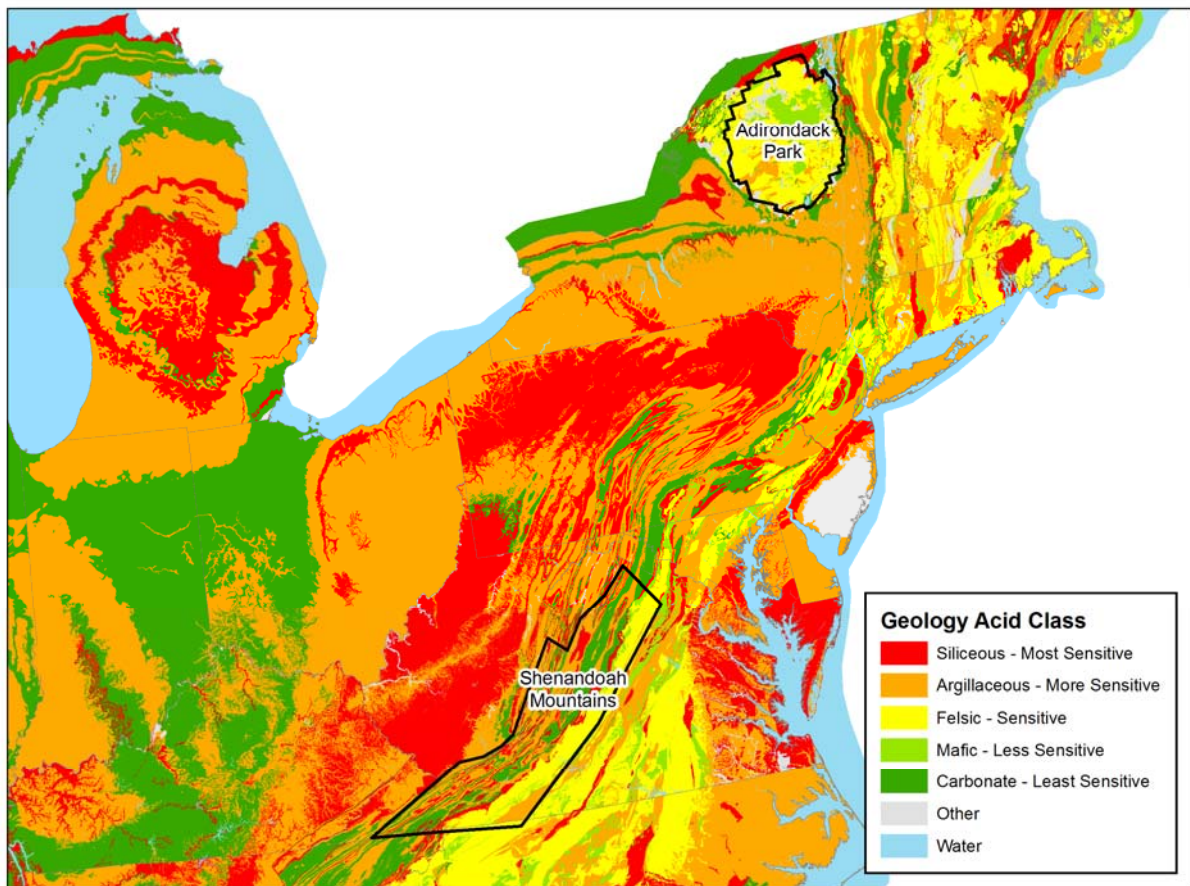 Adirondack
Park
Shenandoah
Mountains
Geology Acid Class
Siliceous - Most Sensitive
Argillaceous - More Sensitive
Felsic - Sensitive
Mafic - Less Sensitive
Carbonate - Least Sensitive
Other
Water